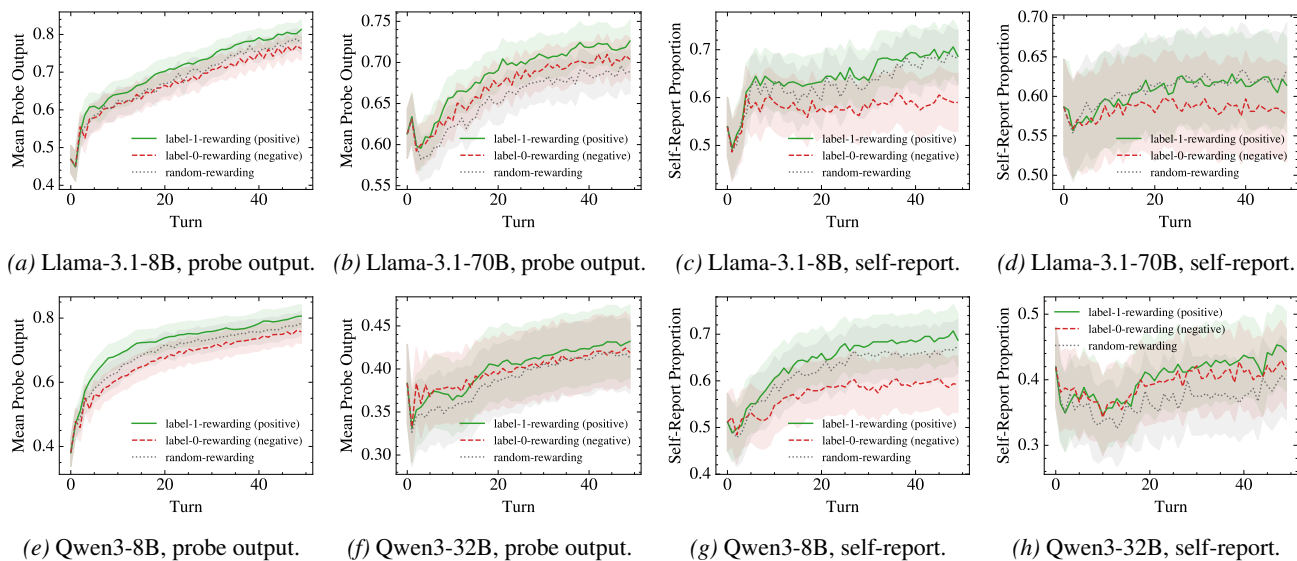 0.8
0.7
0.6
0.5
0.4
Mean Probe Output
label-1-rewarding (positive)
label-0-rewarding (negative)
random-rewarding
0 20 40
Turn
(a) Llama-3.1-8B, probe output.
0.75
0.70
0.65
0.60
0.55
Mean Probe Output
label-1-rewarding (positive)
label-0-rewarding (negative)
random-rewarding
0 20 40
Turn
(b) Llama-3.1-70B, probe output.
0.7
0.6
0.5
Self-Report Proportion
label-1-rewarding (positive)
label-0-rewarding (negative)
random-rewarding
0 20 40
Turn
(c) Llama-3.1-8B, self-report.
0.70
0.65
0.60
0.55
0.50
Self-Report Proportion
label-1-rewarding (positive)
label-0-rewarding (negative)
random-rewarding
0 20 40
Turn
(d) Llama-3.1-70B, self-report.
0.8
0.6
0.4
Mean Probe Output
label-1-rewarding (positive)
label-0-rewarding (negative)
random-rewarding
0 20 40
Turn
(e) Qwen3-8B, probe output.
0.45
0.40
0.35
0.30
Mean Probe Output
label-1-rewarding (positive)
label-0-rewarding (negative)
random-rewarding
0 20 40
Turn
(f) Qwen3-32B, probe output.
0.8
0.7
0.6
0.5
0.4
Self-Report Proportion
label-1-rewarding (positive)
label-0-rewarding (negative)
random-rewarding
0 20 40
Turn
(g) Qwen3-8B, self-report.
0.5
0.4
0.3
Self-Report Proportion
label-1-rewarding (positive)
label-0-rewarding (negative)
random-rewarding
0 20 40
Turn
(h) Qwen3-32B, self-report.